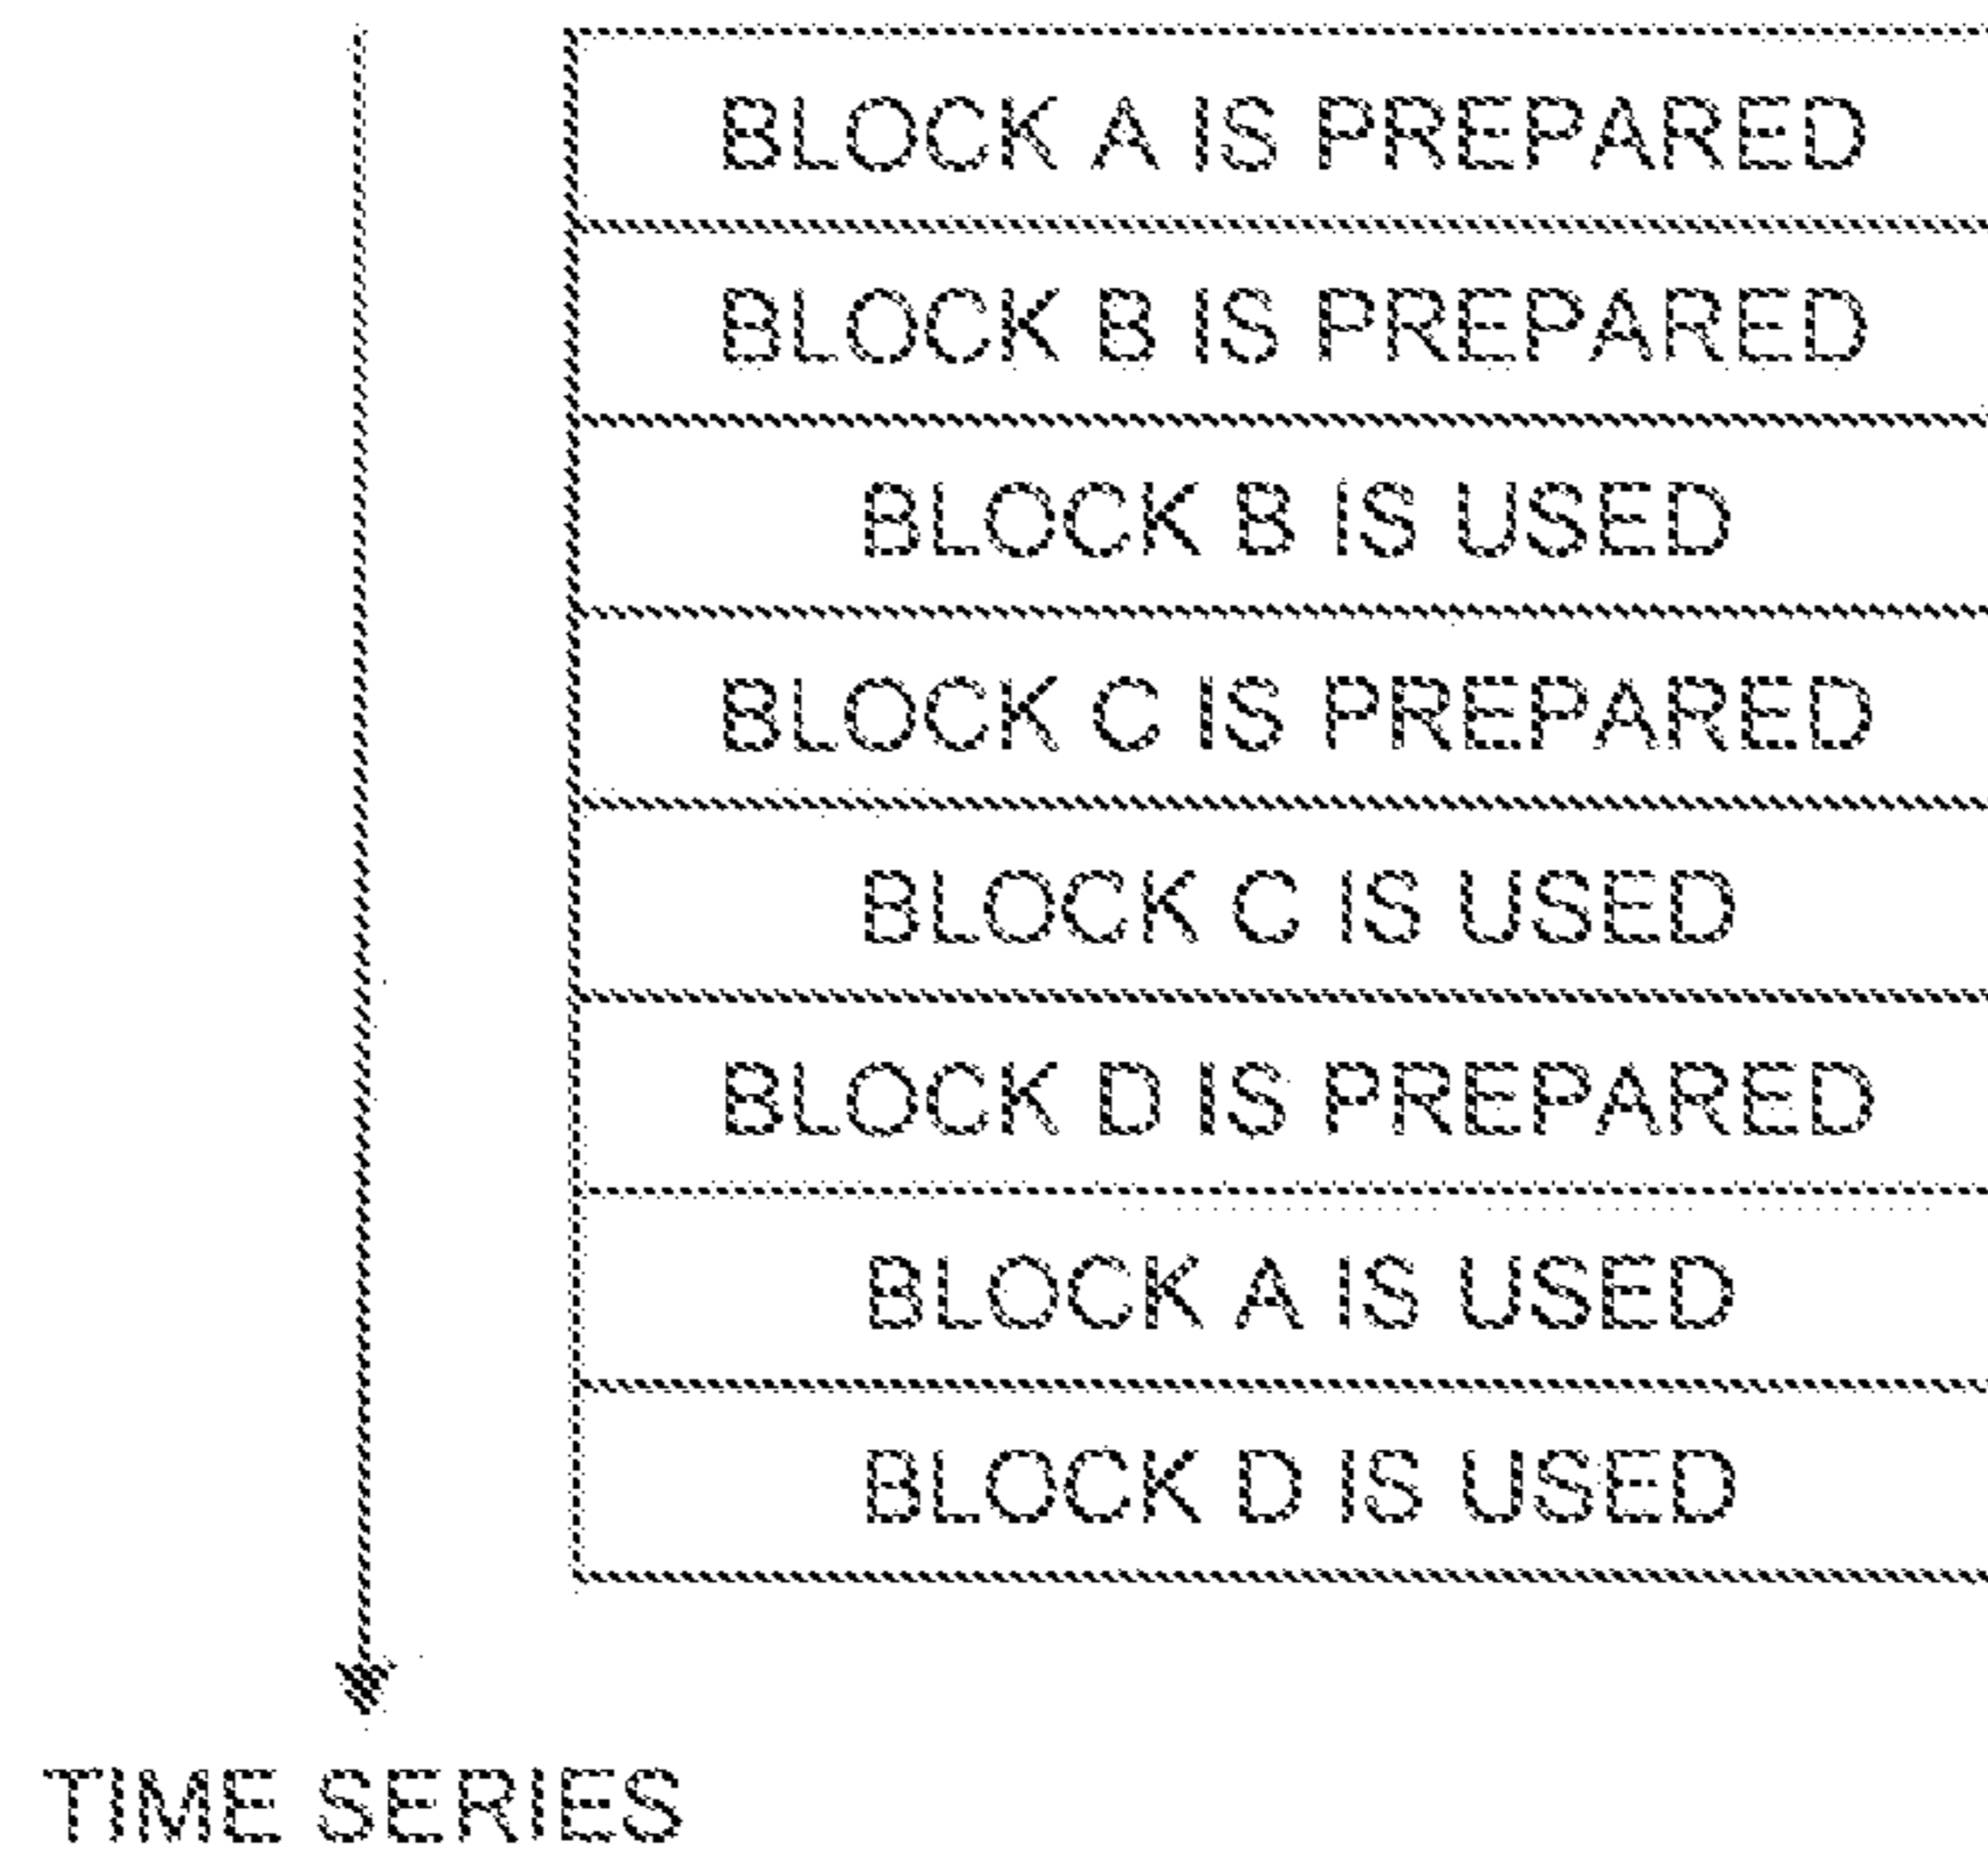 BLOCK A IS PREPARED
BLOCK B IS PREPARED
BLOCK B IS USED
BLOCK C IS PREPARED
BLOCK C IS USED
BLOCK D IS PREPARED
BLOCK A IS USED
BLOCK D IS USED
TIME SERIES